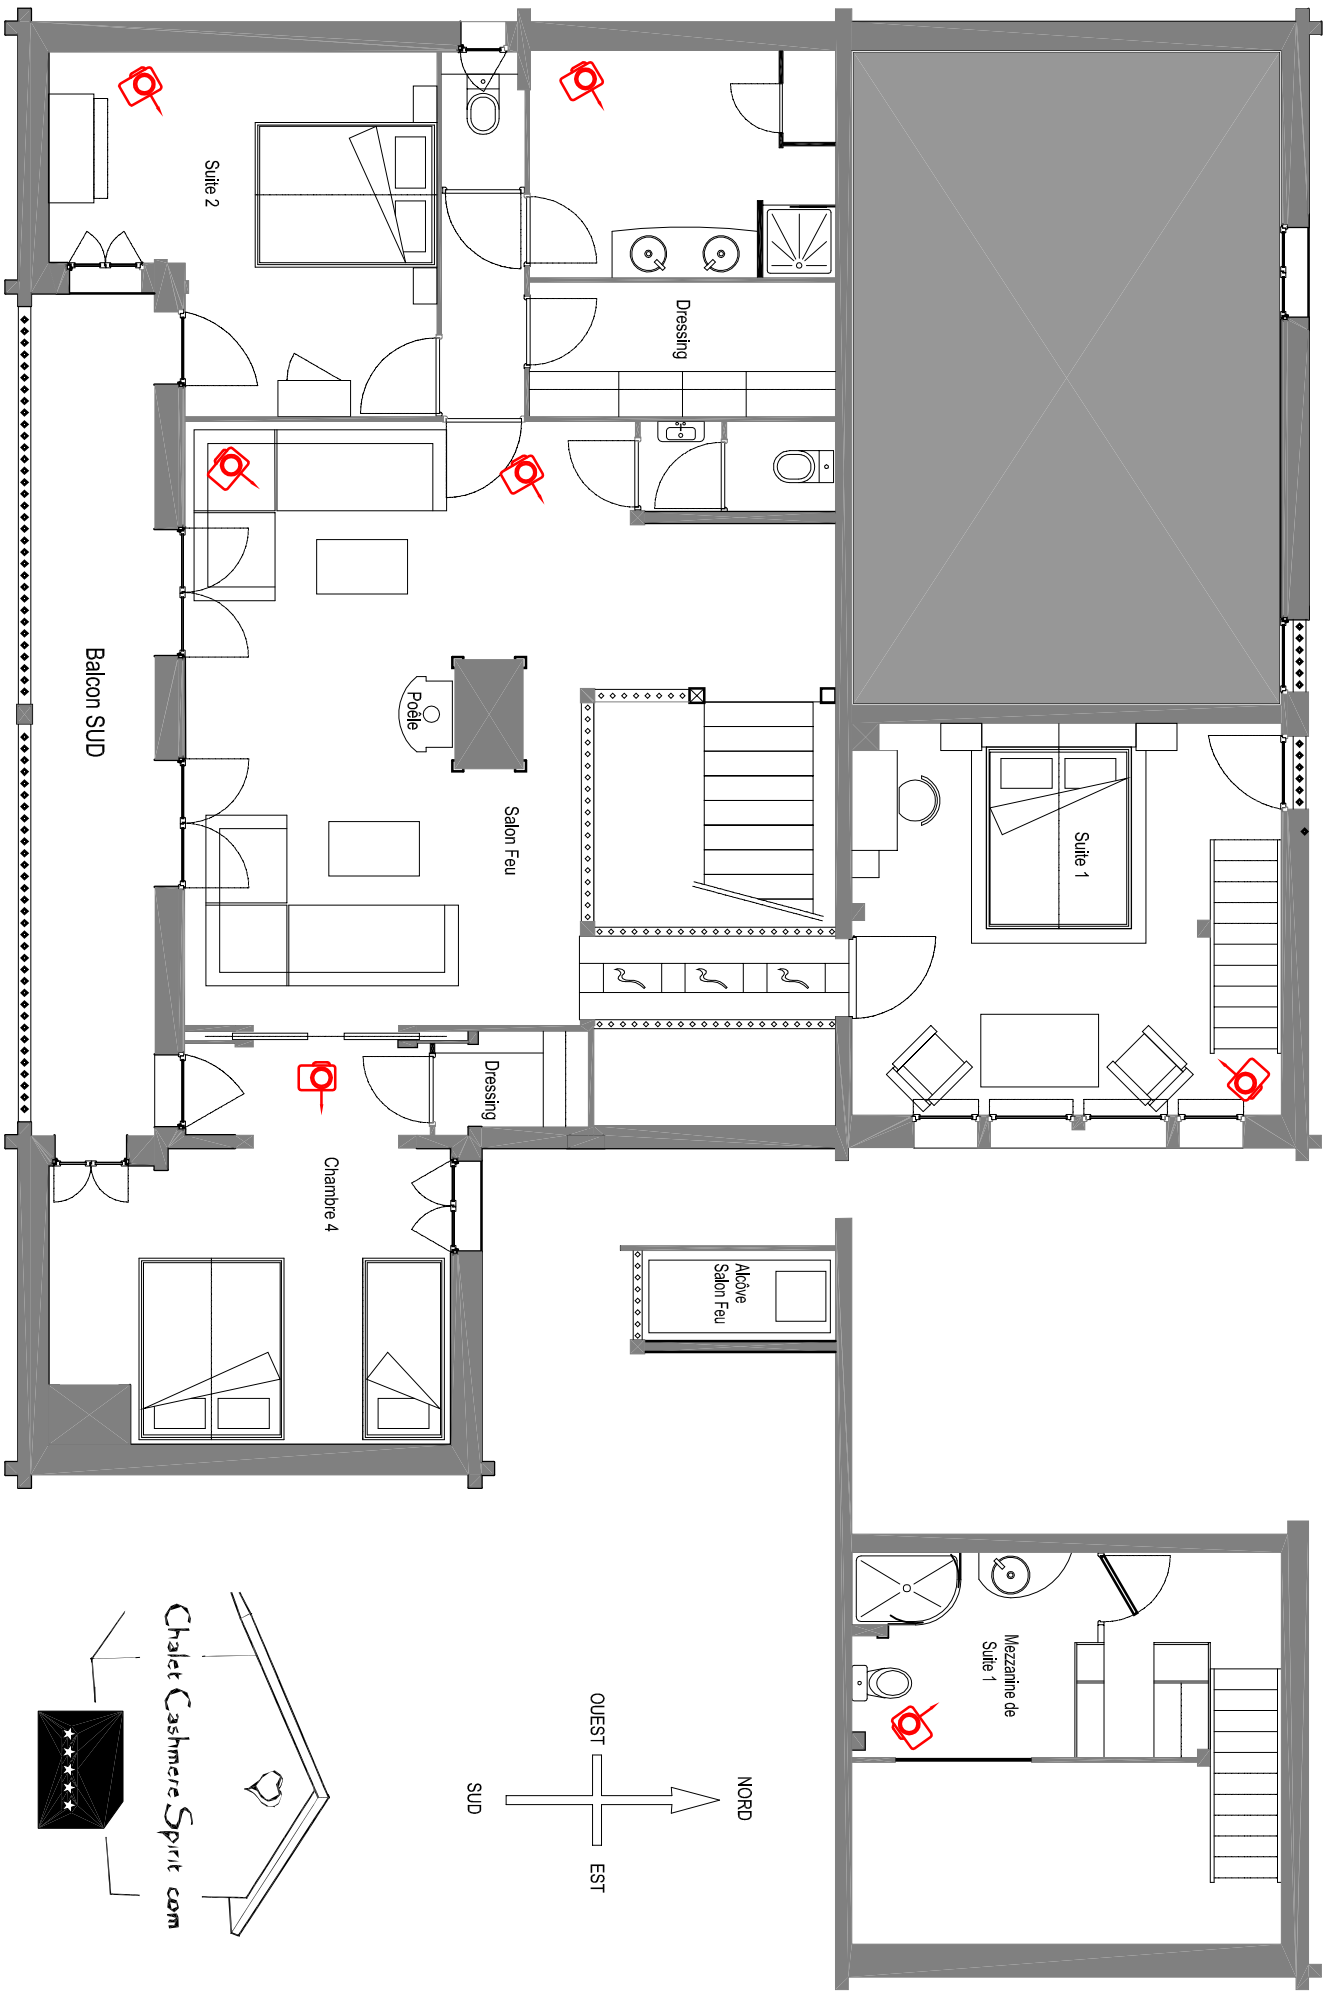 Suite 2
Dressing
Balcon SUD
Poêle
Salon Feu
Suite 1
Dressing
Chambre 4
Alcôve
Salon Feu
Mezzanine de
Suite 1
NORD
OUEST
EST
SUD
Chalet Cashmere Spirit com